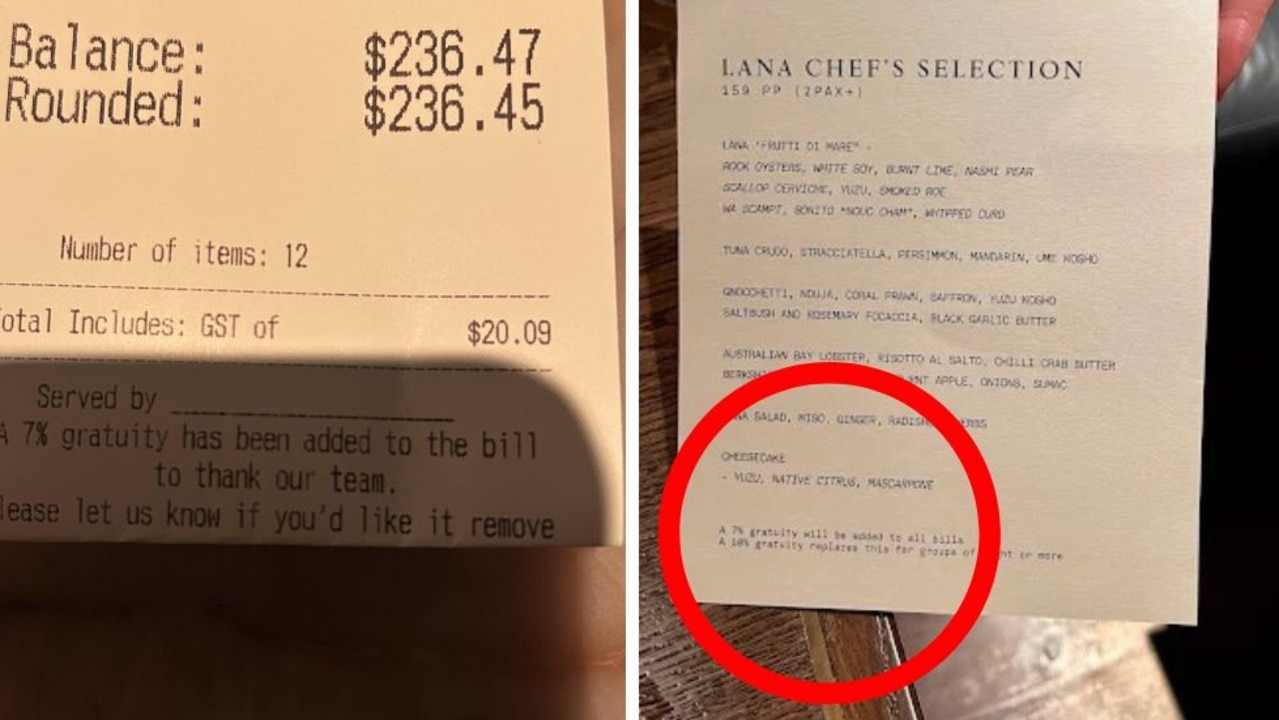 Balance: $236.47
Rounded: $236.45
Number of items: 12
otal Includes: GST of $20.09
Served by
A 7% gratuity has been added to the bill
to thank our team.
lease let us know if you'd like it remove
LANA CHEF'S SELECTION
159 PP (2PAX+)
LANA "FRUTTI DI MARE" -
ROCK OYSTERS, WHITE SOY, BURNT LIME, NASHI PEAR
SCALLOP CERVICHE, YUZU, SMOKED ROE
WA SCAMPI, BONITO "NOUC CHAM", WHIPPED CURD
TUNA CRUDO, STRACCIATELLA, PERSIMMON, MANDARIN, UME KOSHO
GNOCCHETTI, NDUJA, CORAL PRAWN, SAFFRON, YUZU KOSHO
SALTBUSH AND ROSEMARY FOCACCIA, BLACK GARLIC BUTTER
AUSTRALIAN BAY LOBSTER, RISOTTO AL SALTO, CHILLI CRAB BUTTER
APPLE, ONIONS, SUMAC
SALAD, MISO, GINGER,
CHEESECAKE
- YUZU, NATIVE CITRUS, MASCARPONE
A 7% gratuity will be added to all bills
A 10% gratuity replaces this for groups of ht or more